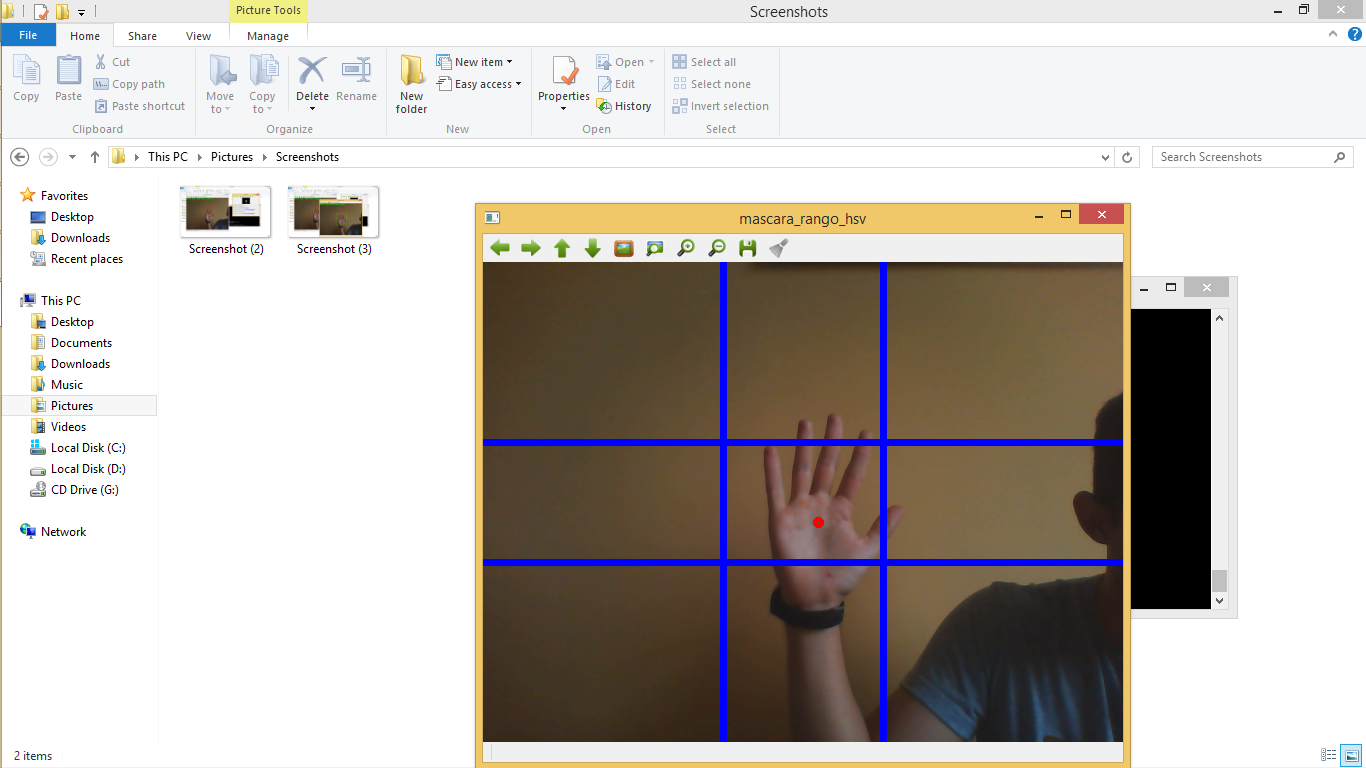 Picture Tools
Screenshots
File
Home
Share
View
Manage
Copy
Paste
Cut
Copy path
Paste shortcut
Clipboard
Move to
Copy to
Delete
Rename
Organize
New folder
New item
Easy access
New
Properties
Open
Edit
History
Open
Select all
Select none
Invert selection
Select
This PC
Pictures
Screenshots
Search Screenshots
Favorites
Desktop
Downloads
Recent places
This PC
Desktop
Documents
Downloads
Music
Pictures
Videos
Local Disk (C:)
Local Disk (D:)
CD Drive (G:)
Network
Screenshot (2)
Screenshot (3)
mascara_rango_hsv
2 items